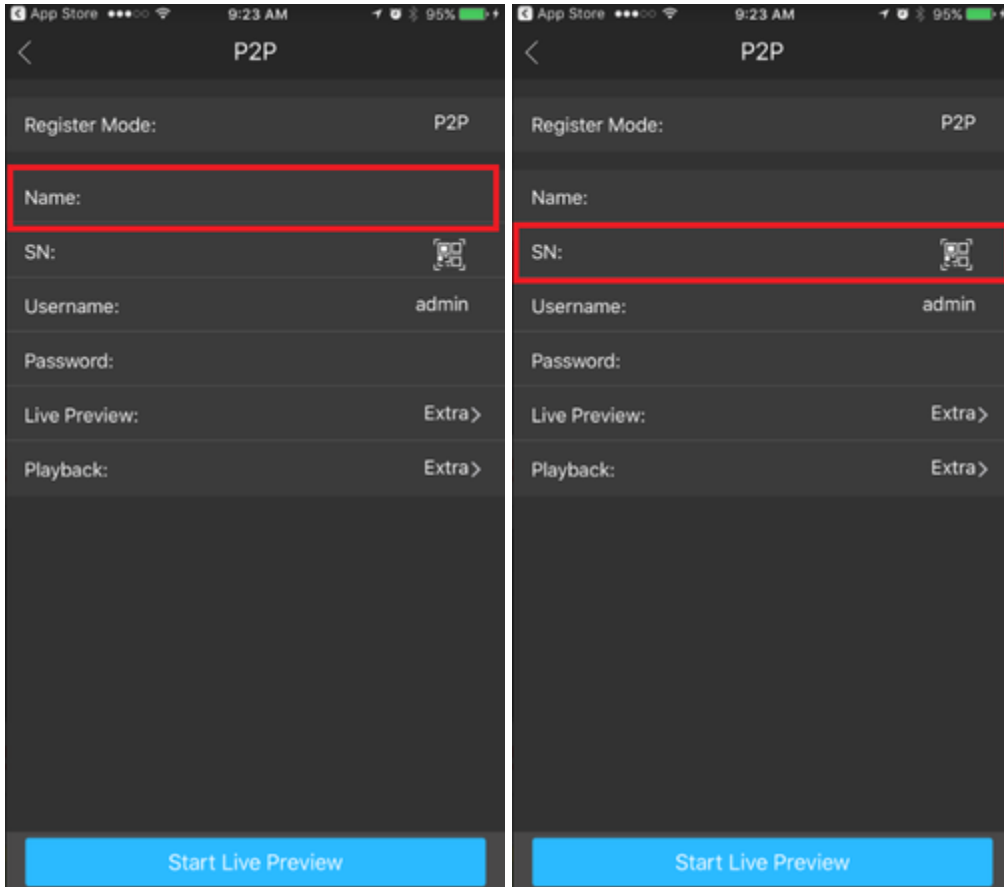 App Store 9:23 AM 95%
P2P
Register Mode: P2P
Name:
SN:
Username: admin
Password:
Live Preview: Extra>
Playback: Extra>
Start Live Preview
App Store 9:23 AM 95%
P2P
Register Mode: P2P
Name:
SN:
Username: admin
Password:
Live Preview: Extra>
Playback: Extra>
Start Live Preview